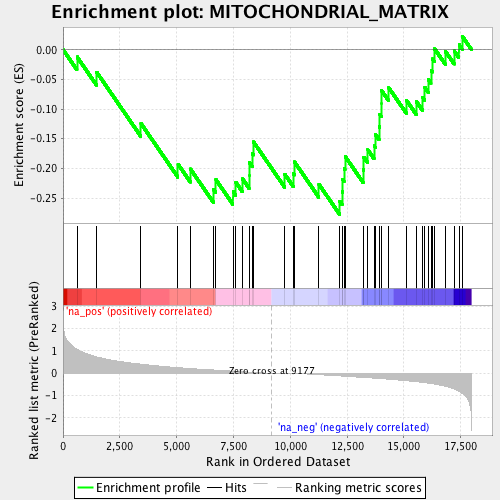 Enrichment plot: MITOCHONDRIAL_MATRIX
Enrichment score (ES)
0.00
-0.05
-0.10
-0.15
-0.20
-0.25
'na_pos' (positively correlated)
Ranked list metric (PreRanked)
3
2
1
0
-1
-2
Zero cross at 9177
'na_neg' (negatively correlated)
0
2,500
5,000
7,500
10,000
12,500
15,000
17,500
Rank in Ordered Dataset
Enrichment profile
Hits
Ranking metric scores